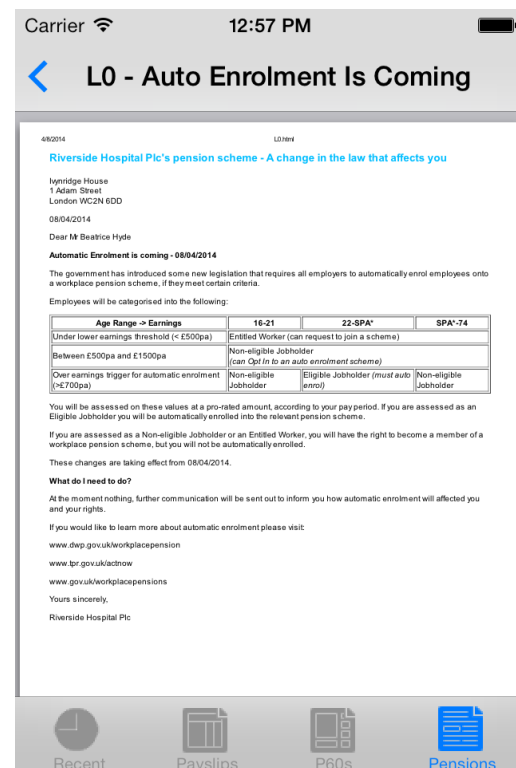 Carrier 12:57 PM
L0 - Auto Enrolment Is Coming
4/8/2014 L0.html
Riverside Hospital Plc's pension scheme - A change in the law that affects you
Ivynridge House
1 Adam Street
London WC2N 6DD
08/04/2014
Dear Mr Beatrice Hyde
Automatic Enrolment is coming - 08/04/2014
The government has introduced some new legislation that requires all employers to automatically enrol employees onto
a workplace pension scheme, if they meet certain criteria.
Employees will be categorised into the following:
Age Range -> Earnings 16-21 22-SPA* SPA*-74
Under lower earnings threshold (< £500pa) Entitled Worker (can request to join a scheme)
Between £500pa and £1500pa Non-eligible Jobholder
(can Opt In to an auto enrolment scheme)
Over earnings trigger for automatic enrolment
(>£700pa)
Non-eligible
Jobholder
Eligible Jobholder (must auto
enrol)
Non-eligible
Jobholder
You will be assessed on these values at a pro-rated amount, according to your pay period. If you are assessed as an
Eligible Jobholder you will be automatically enrolled into the relevant pension scheme.
If you are assessed as a Non-eligible Jobholder or an Entitled Worker, you will have the right to become a member of a
workplace pension scheme, but you will not be automatically enrolled.
These changes are taking effect from 08/04/2014.
What do I need to do?
At the moment nothing, further communication will be sent out to inform you how automatic enrolment will affected you
and your rights.
If you would like to learn more about automatic enrolment please visit:
www.dwp.gov.uk/workplacepension
www.tpr.gov.uk/actnow
www.gov.uk/workplacepensions
Yours sincerely,
Riverside Hospital Plc
Recent Payslips P60s Pensions